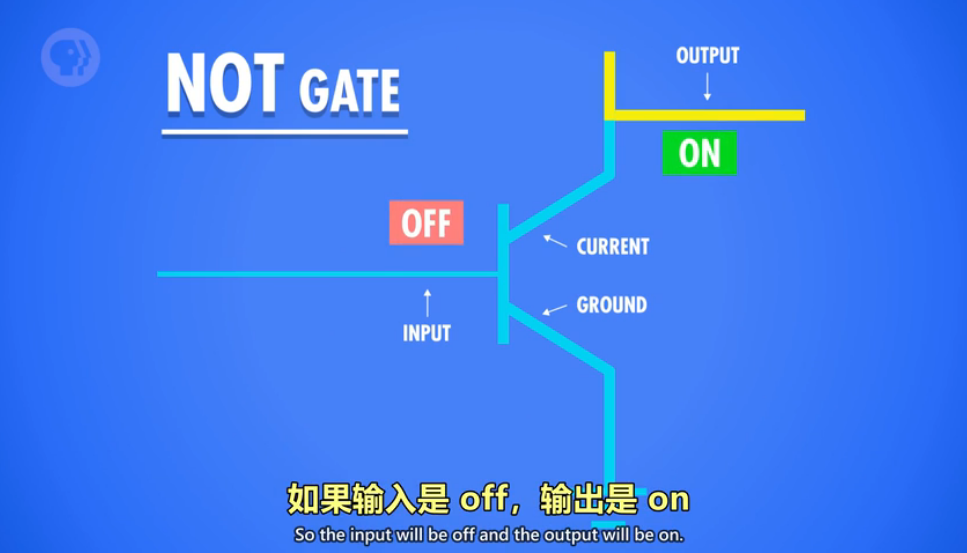 NOT GATE
OUTPUT
ON
OFF
CURRENT
GROUND
INPUT
如果输入是 off，输出是 on
So the input will be off and the output will be on.